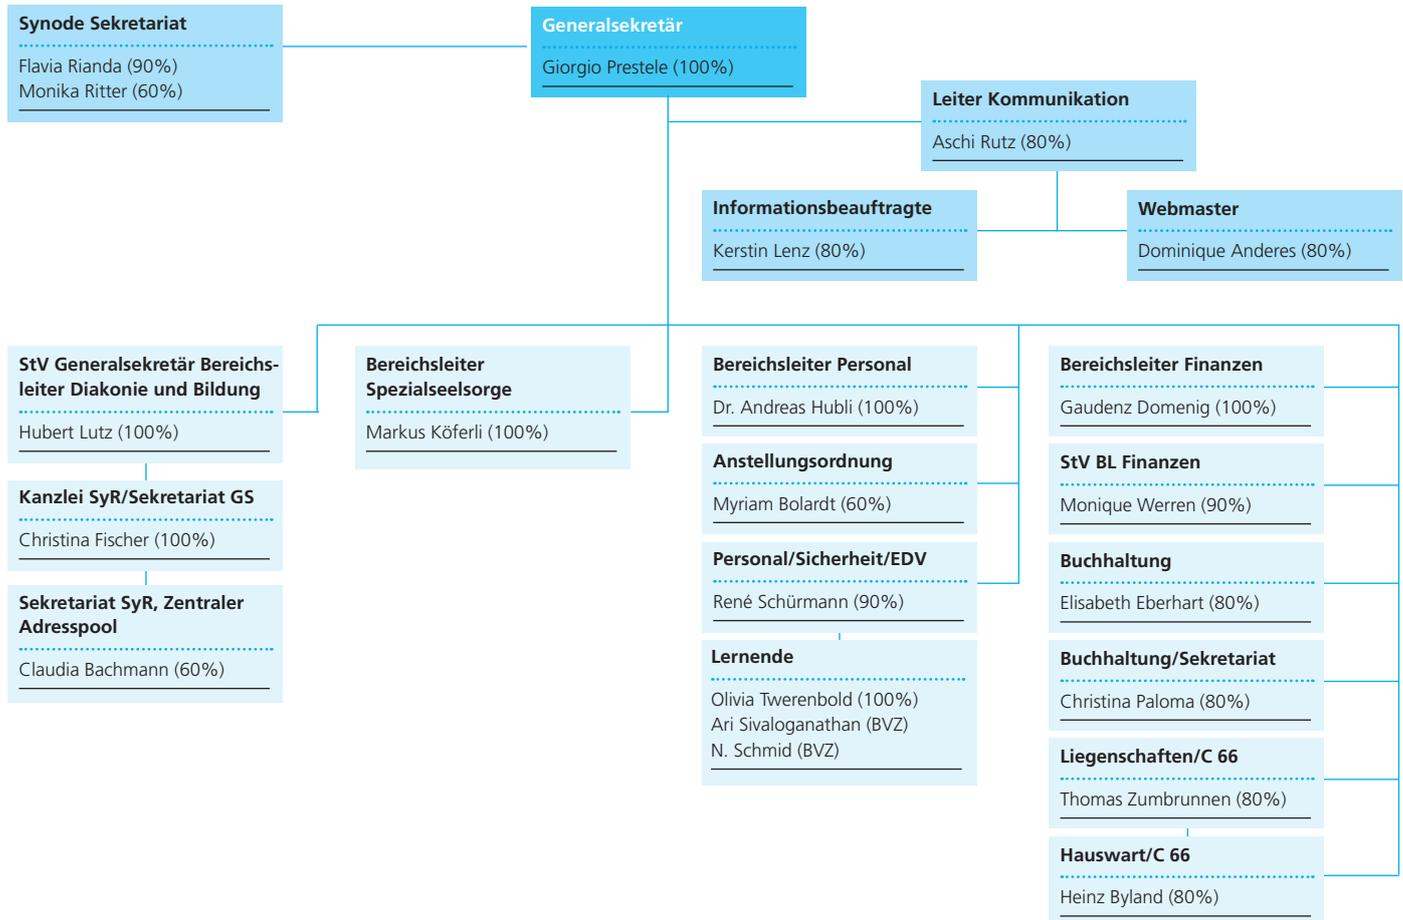 Synode Sekretariat
Flavia Rianda (90%)
Monika Ritter (60%)
Generalsekretär
Giorgio Prestele (100%)
Leiter Kommunikation
Aschi Rutz (80%)
Informationsbeauftragte
Kerstin Lenz (80%)
Webmaster
Dominique Anderes (80%)
StV Generalsekretär Bereichs-
leiter Diakonie und Bildung
Hubert Lutz (100%)
Kanzlei SyR/Sekretariat GS
Christina Fischer (100%)
Sekretariat SyR, Zentraler
Adresspool
Claudia Bachmann (60%)
Bereichsleiter
Spezialseelsorge
Markus Köferli (100%)
Bereichsleiter Personal
Dr. Andreas Hubli (100%)
Anstellungsordnung
Myriam Bolardt (60%)
Personal/Sicherheit/EDV
René Schürmann (90%)
Lernende
Olivia Twerenbold (100%)
Ari Sivaloganathan (BVZ)
N. Schmid (BVZ)
Bereichsleiter Finanzen
Gaudenz Domenig (100%)
StV BL Finanzen
Monique Werren (90%)
Buchhaltung
Elisabeth Eberhart (80%)
Buchhaltung/Sekretariat
Christina Paloma (80%)
Liegenschaften/C 66
Thomas Zumbrunnen (80%)
Hauswart/C 66
Heinz Byland (80%)